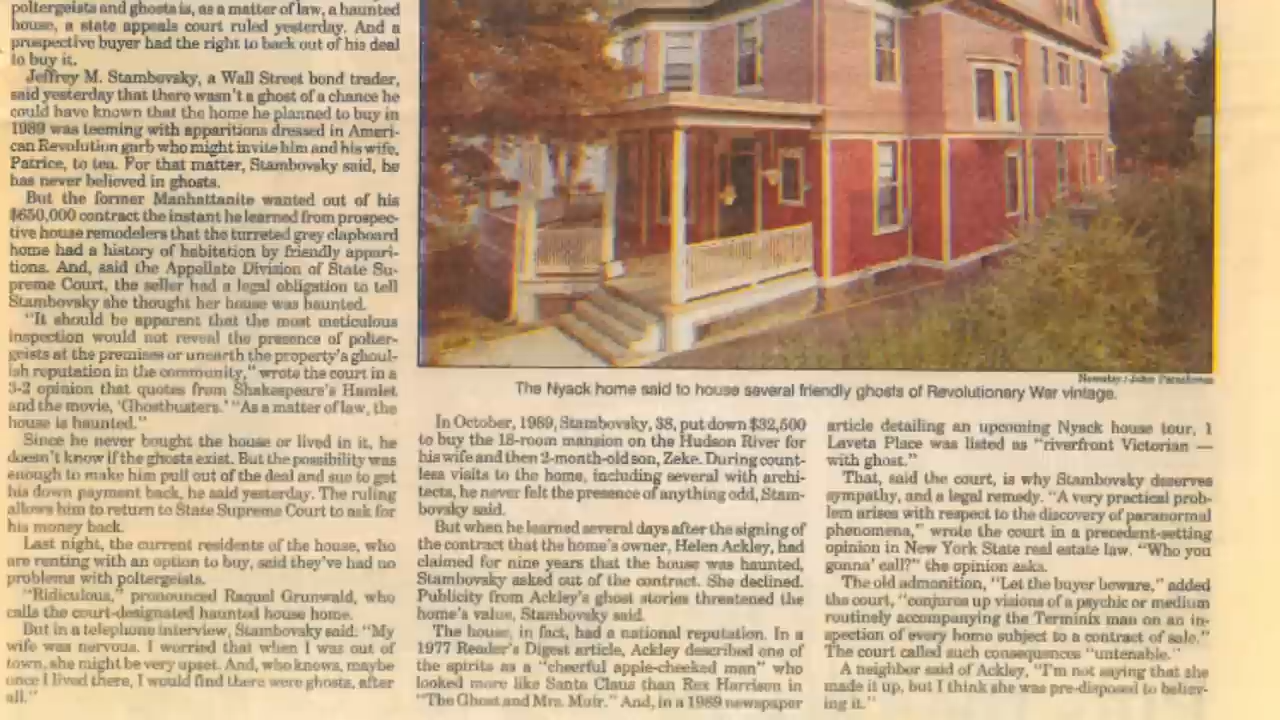 poltergeists and ghosts is, as a matter of law, a haunted
house, a state appeals court ruled yesterday. And a
prospective buyer had the right to back out of his deal
to buy it.
Jeffrey M. Stambovsky, a Wall Street bond trader,
said yesterday that there wasn't a ghost of a chance he
could have known that the home he planned to buy in
1989 was teeming with apparitions dressed in Ameri-
can Revolution garb who might invite him and his wife,
Patrice, to tea. For that matter, Stambovsky said, he
has never believed in ghosts.
But the former Manhattanite wanted out of his
$650,000 contract the instant he learned from prospec-
tive house remodelers that the turreted grey clapboard
home had a history of habitation by friendly appari-
tions. And, said the Appellate Division of State Su-
preme Court, the seller had a legal obligation to tell
Stambovsky she thought her house was haunted.
"It should be apparent that the most meticulous
inspection would not reveal the presence of polter-
geists at the premises or unearth the property's ghoul-
ish reputation in the community," wrote the court in a
3-2 opinion that quotes from Shakespeare's Hamlet
and the movie, 'Ghostbusters.' "As a matter of law, the
house is haunted."
Since he never bought the house or lived in it, he
doesn't know if the ghosts exist. But the possibility was
enough to make him pull out of the deal and sue to get
his down payment back, he said yesterday. The ruling
allows him to return to State Supreme Court to ask for
his money back.
Last night, the current residents of the house, who
are renting with an option to buy, said they've had no
problems with poltergeists.
"Ridiculous," pronounced Raquel Grunwald, who
calls the court-designated haunted house home.
But in a telephone interview, Stambovsky said: "My
wife was nervous. I worried that when I was out of
town, she might be very upset. And, who knows, maybe
once I lived there, I would find there were ghosts, after
all."
Newsday / John Paraskevas
The Nyack home said to house several friendly ghosts of Revolutionary War vintage.
In October, 1989, Stambovsky, 38, put down $32,500
to buy the 18-room mansion on the Hudson River for
his wife and then 2-month-old son, Zeke. During count-
less visits to the home, including several with archi-
tects, he never felt the presence of anything odd, Stam-
bovsky said.
But when he learned several days after the signing of
the contract that the home's owner, Helen Ackley, had
claimed for nine years that the house was haunted,
Stambovsky asked out of the contract. She declined.
Publicity from Ackley's ghost stories threatened the
home's value, Stambovsky said.
The house, in fact, had a national reputation. In a
1977 Reader's Digest article, Ackley described one of
the spirits as a "cheerful apple-cheeked man" who
looked more like Santa Claus than Rex Harrison in
"The Ghost and Mrs. Muir." And, in a 1989 newspaper
article detailing an upcoming Nyack house tour, 1
Laveta Place was listed as "riverfront Victorian —
with ghost."
That, said the court, is why Stambovsky deserves
sympathy, and a legal remedy. "A very practical prob-
lem arises with respect to the discovery of paranormal
phenomena," wrote the court in a precedent-setting
opinion in New York State real estate law. "Who you
gonna' call?" the opinion asks.
The old admonition, "Let the buyer beware," added
the court, "conjures up visions of a psychic or medium
routinely accompanying the Terminix man on an in-
spection of every home subject to a contract of sale."
The court called such consequences "untenable."
A neighbor said of Ackley, "I'm not saying that she
made it up, but I think she was pre-disposed to believ-
ing it."